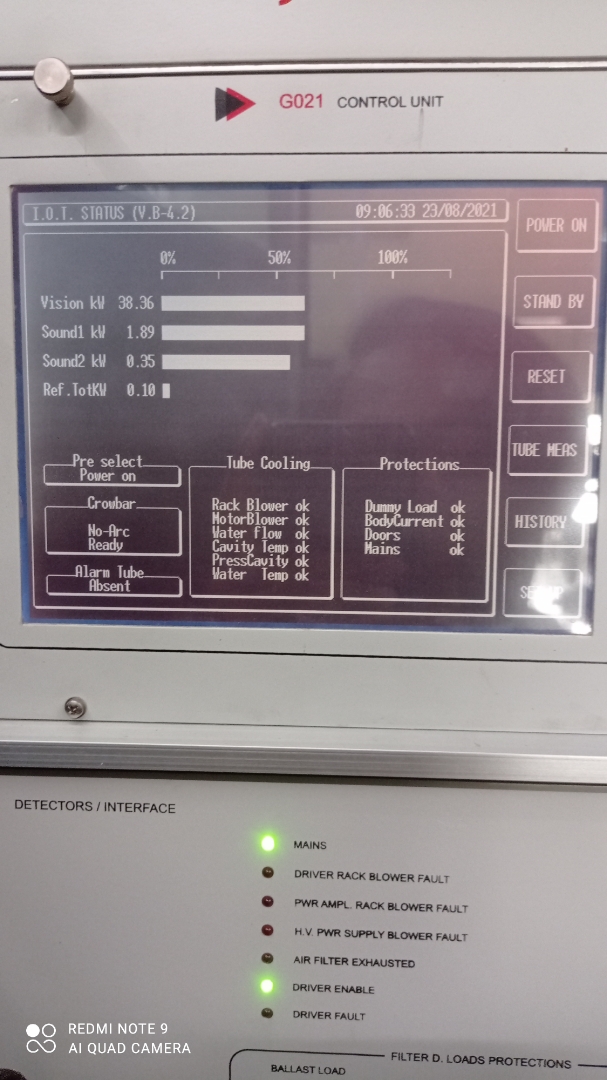 G021 CONTROL UNIT
I.O.T. STATUS (V.B-4.2) 09:06:33 23/08/2021
0% 50% 100%
Vision kW 38.36
Sound1 kW 1.89
Sound2 kW 0.35
Ref.TotKW 0.10
Pre select
Power on
Crowbar
No-Arc
Ready
Alarm Tube
Absent
Tube Cooling
Rack Blower ok
MotorBlower ok
Water flow ok
Cavity Temp ok
PressCavity ok
Water Temp ok
Protections
Dummy Load ok
BodyCurrent ok
Doors ok
Mains ok
POWER ON
STAND BY
RESET
TUBE MEAS
HISTORY
DETECTORS / INTERFACE
MAINS
DRIVER RACK BLOWER FAULT
PWR AMPL. RACK BLOWER FAULT
H.V. PWR SUPPLY BLOWER FAULT
AIR FILTER EXHAUSTED
DRIVER ENABLE
DRIVER FAULT
FILTER D. LOADS PROTECTIONS
BALLAST LOAD
REDMI NOTE 9
AI QUAD CAMERA